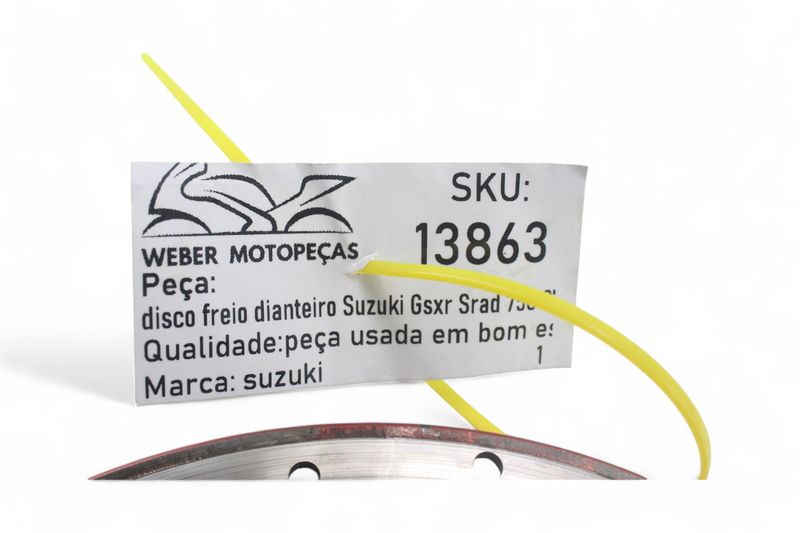 SKU:
13863
WEBER MOTOPEÇAS
Peça:
disco freio dianteiro Suzuki Gsxr Srad
Qualidade:peça usada em bom
1
Marca: suzuki